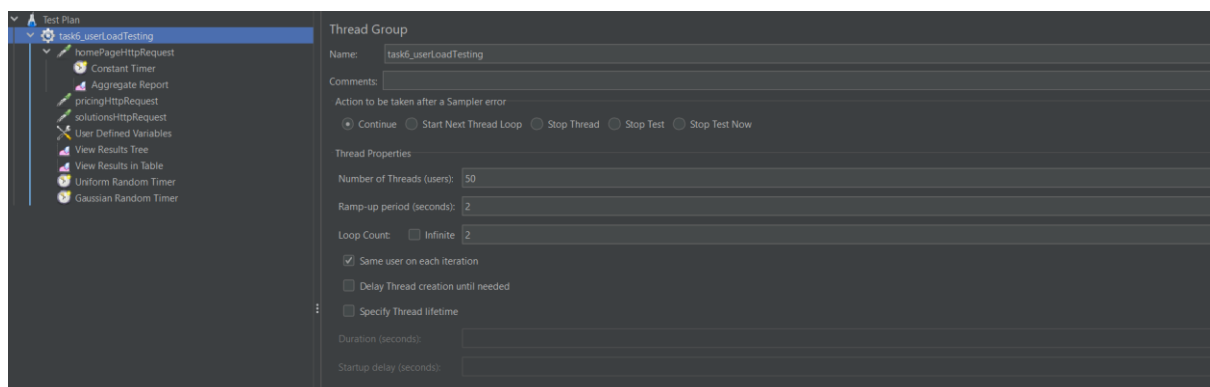 Test Plan
task6_userLoadTesting
homePageHttpRequest
Constant Timer
Aggregate Report
pricingHttpRequest
solutionsHttpRequest
User Defined Variables
View Results Tree
View Results in Table
Uniform Random Timer
Gaussian Random Timer
Thread Group
Name: task6_userLoadTesting
Comments:
Action to be taken after a Sampler error
Continue Start Next Thread Loop Stop Thread Stop Test Stop Test Now
Thread Properties
Number of Threads (users): 50
Ramp-up period (seconds): 2
Loop Count: Infinite 2
Same user on each iteration
Delay Thread creation until needed
Specify Thread lifetime
Duration (seconds):
Startup delay (seconds):